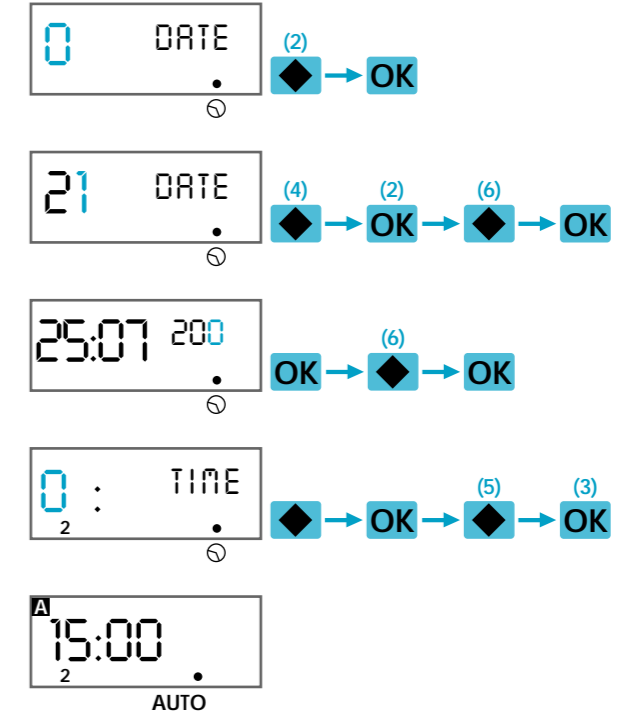 0 DATE
(2)
OK
21 DATE
(4) (2) (6)
OK OK
25:07 200
(6)
OK OK
0 : TIME
2
(5) (3)
OK OK
A
15:00
2
AUTO